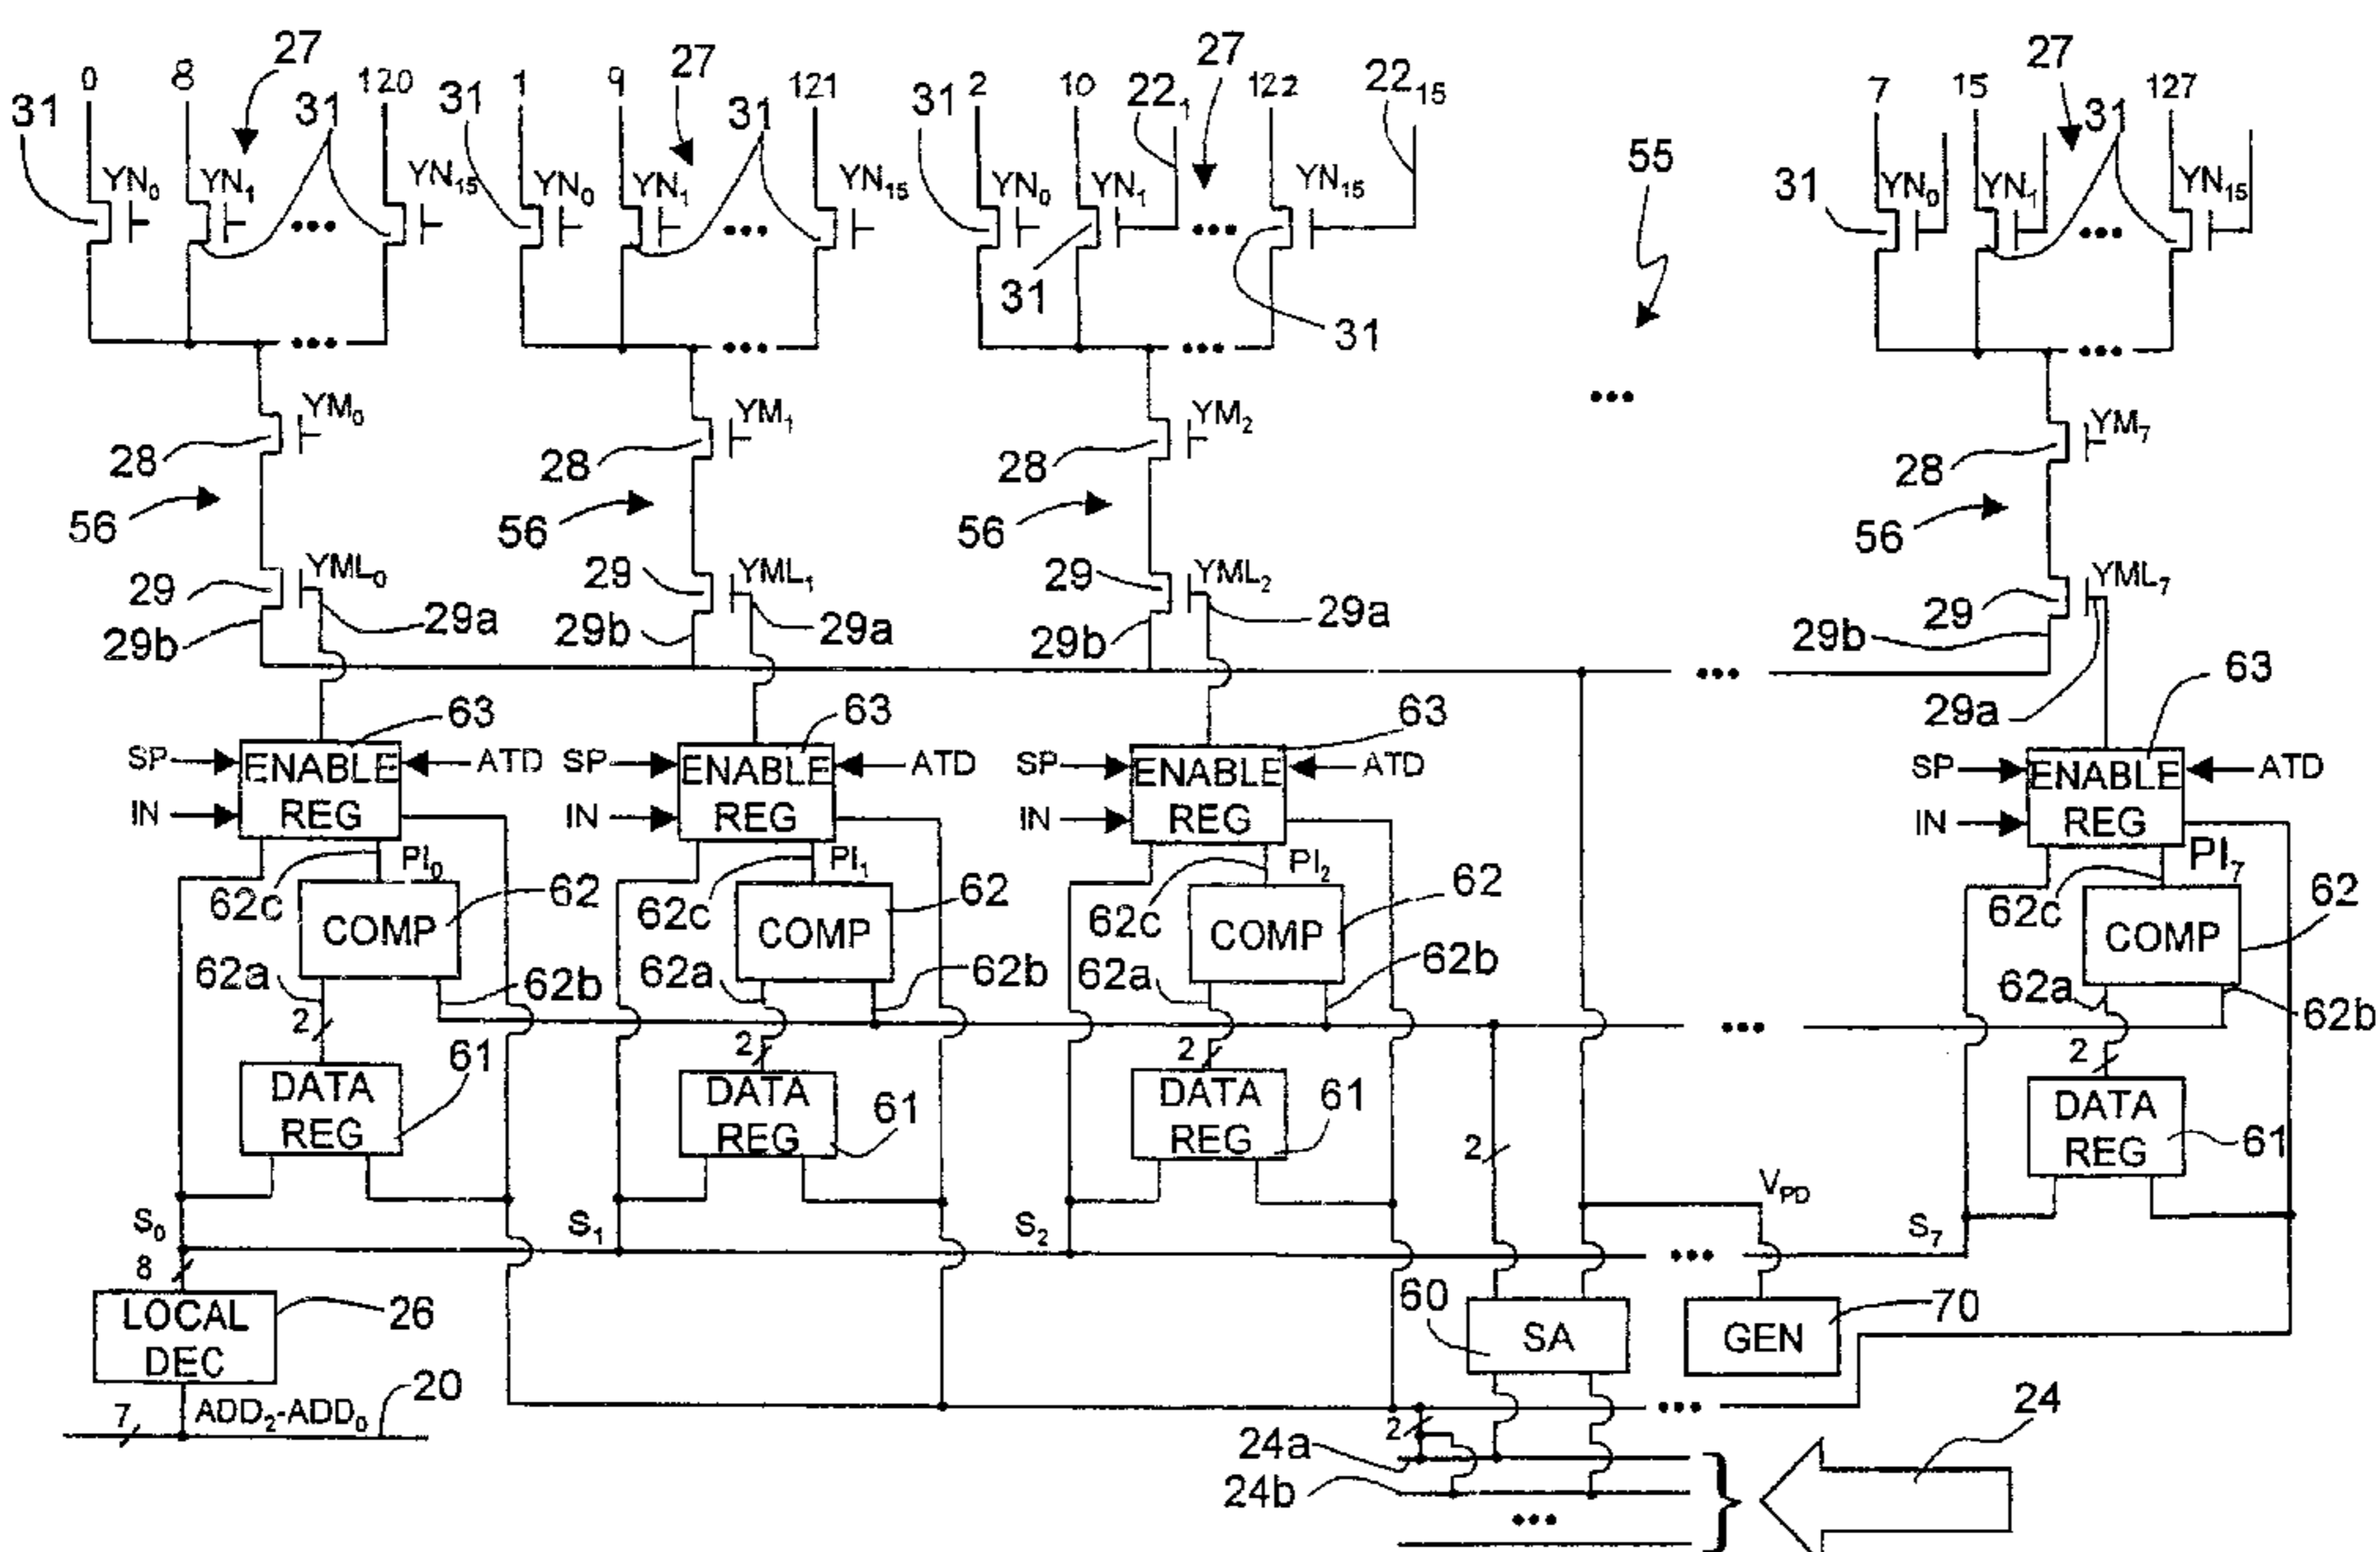 0 8 27 120 1 9 27 121 2 10 22₁ 27 122 22₁₅ 7 15 27 127
31 31 31 31 31 31 55
YN₀ YN₁ YN₁₅ YN₀ YN₁ YN₁₅ YN₀ YN₁ YN₁₅ 31 YN₀ YN₁ YN₁₅
••• ••• ••• •••
31 31
••• ••• ••• •••
YM₀ YM₁ YM₂ ••• YM₇
28 28 28 28
56 56 56 56
29 YML₀ 29 YML₁ 29 YML₂ 29 YML₇
29b 29a 29b 29a 29b 29a 29b
••• 29a 63
63 63 63
SP ENABLE ATD SP ENABLE ATD SP ENABLE ATD SP ENABLE ATD
IN REG IN REG IN REG IN REG
62c PI₀ 62c PI₁ 62c PI₂ 62c PI₇
COMP 62 COMP 62 COMP 62 COMP 62
62a 62b 62a 62b 62a 62b 62a 62b
2 2 2 ••• 2
DATA REG 61 DATA REG 61 DATA REG 61 2 DATA REG 61
V_PD
S₀ S₁ S₂ S₇
8 •••
LOCAL DEC 26 60 SA GEN 70
7 ADD₂-ADD₀ 20 2 •••
24a 24
24b
•••